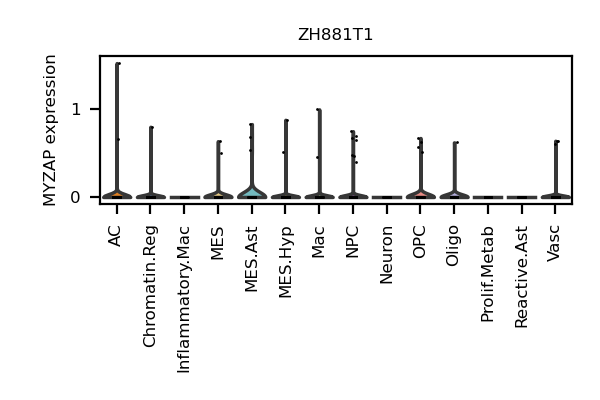 ZH881T1
MYZAP expression
1
0
AC
Chromatin.Reg
Inflammatory.Mac
MES
MES.Ast
MES.Hyp
Mac
NPC
Neuron
OPC
Oligo
Prolif.Metab
Reactive.Ast
Vasc